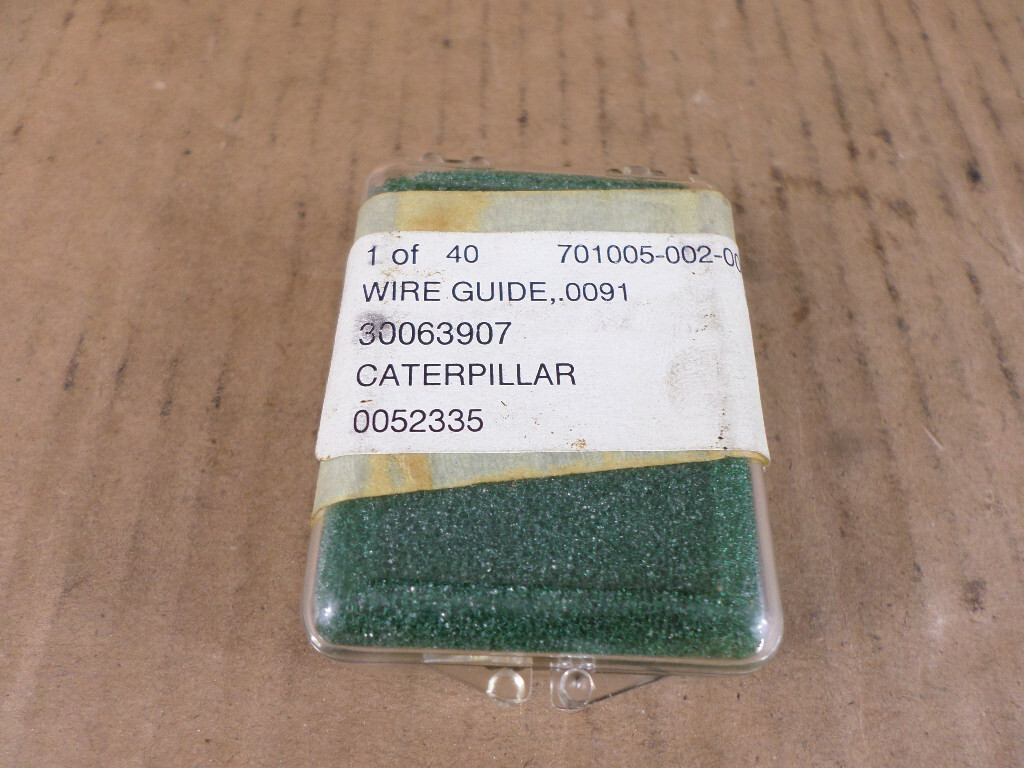 1 of 40 701005-002-00
WIRE GUIDE,.0091
30063907
CATERPILLAR
0052335